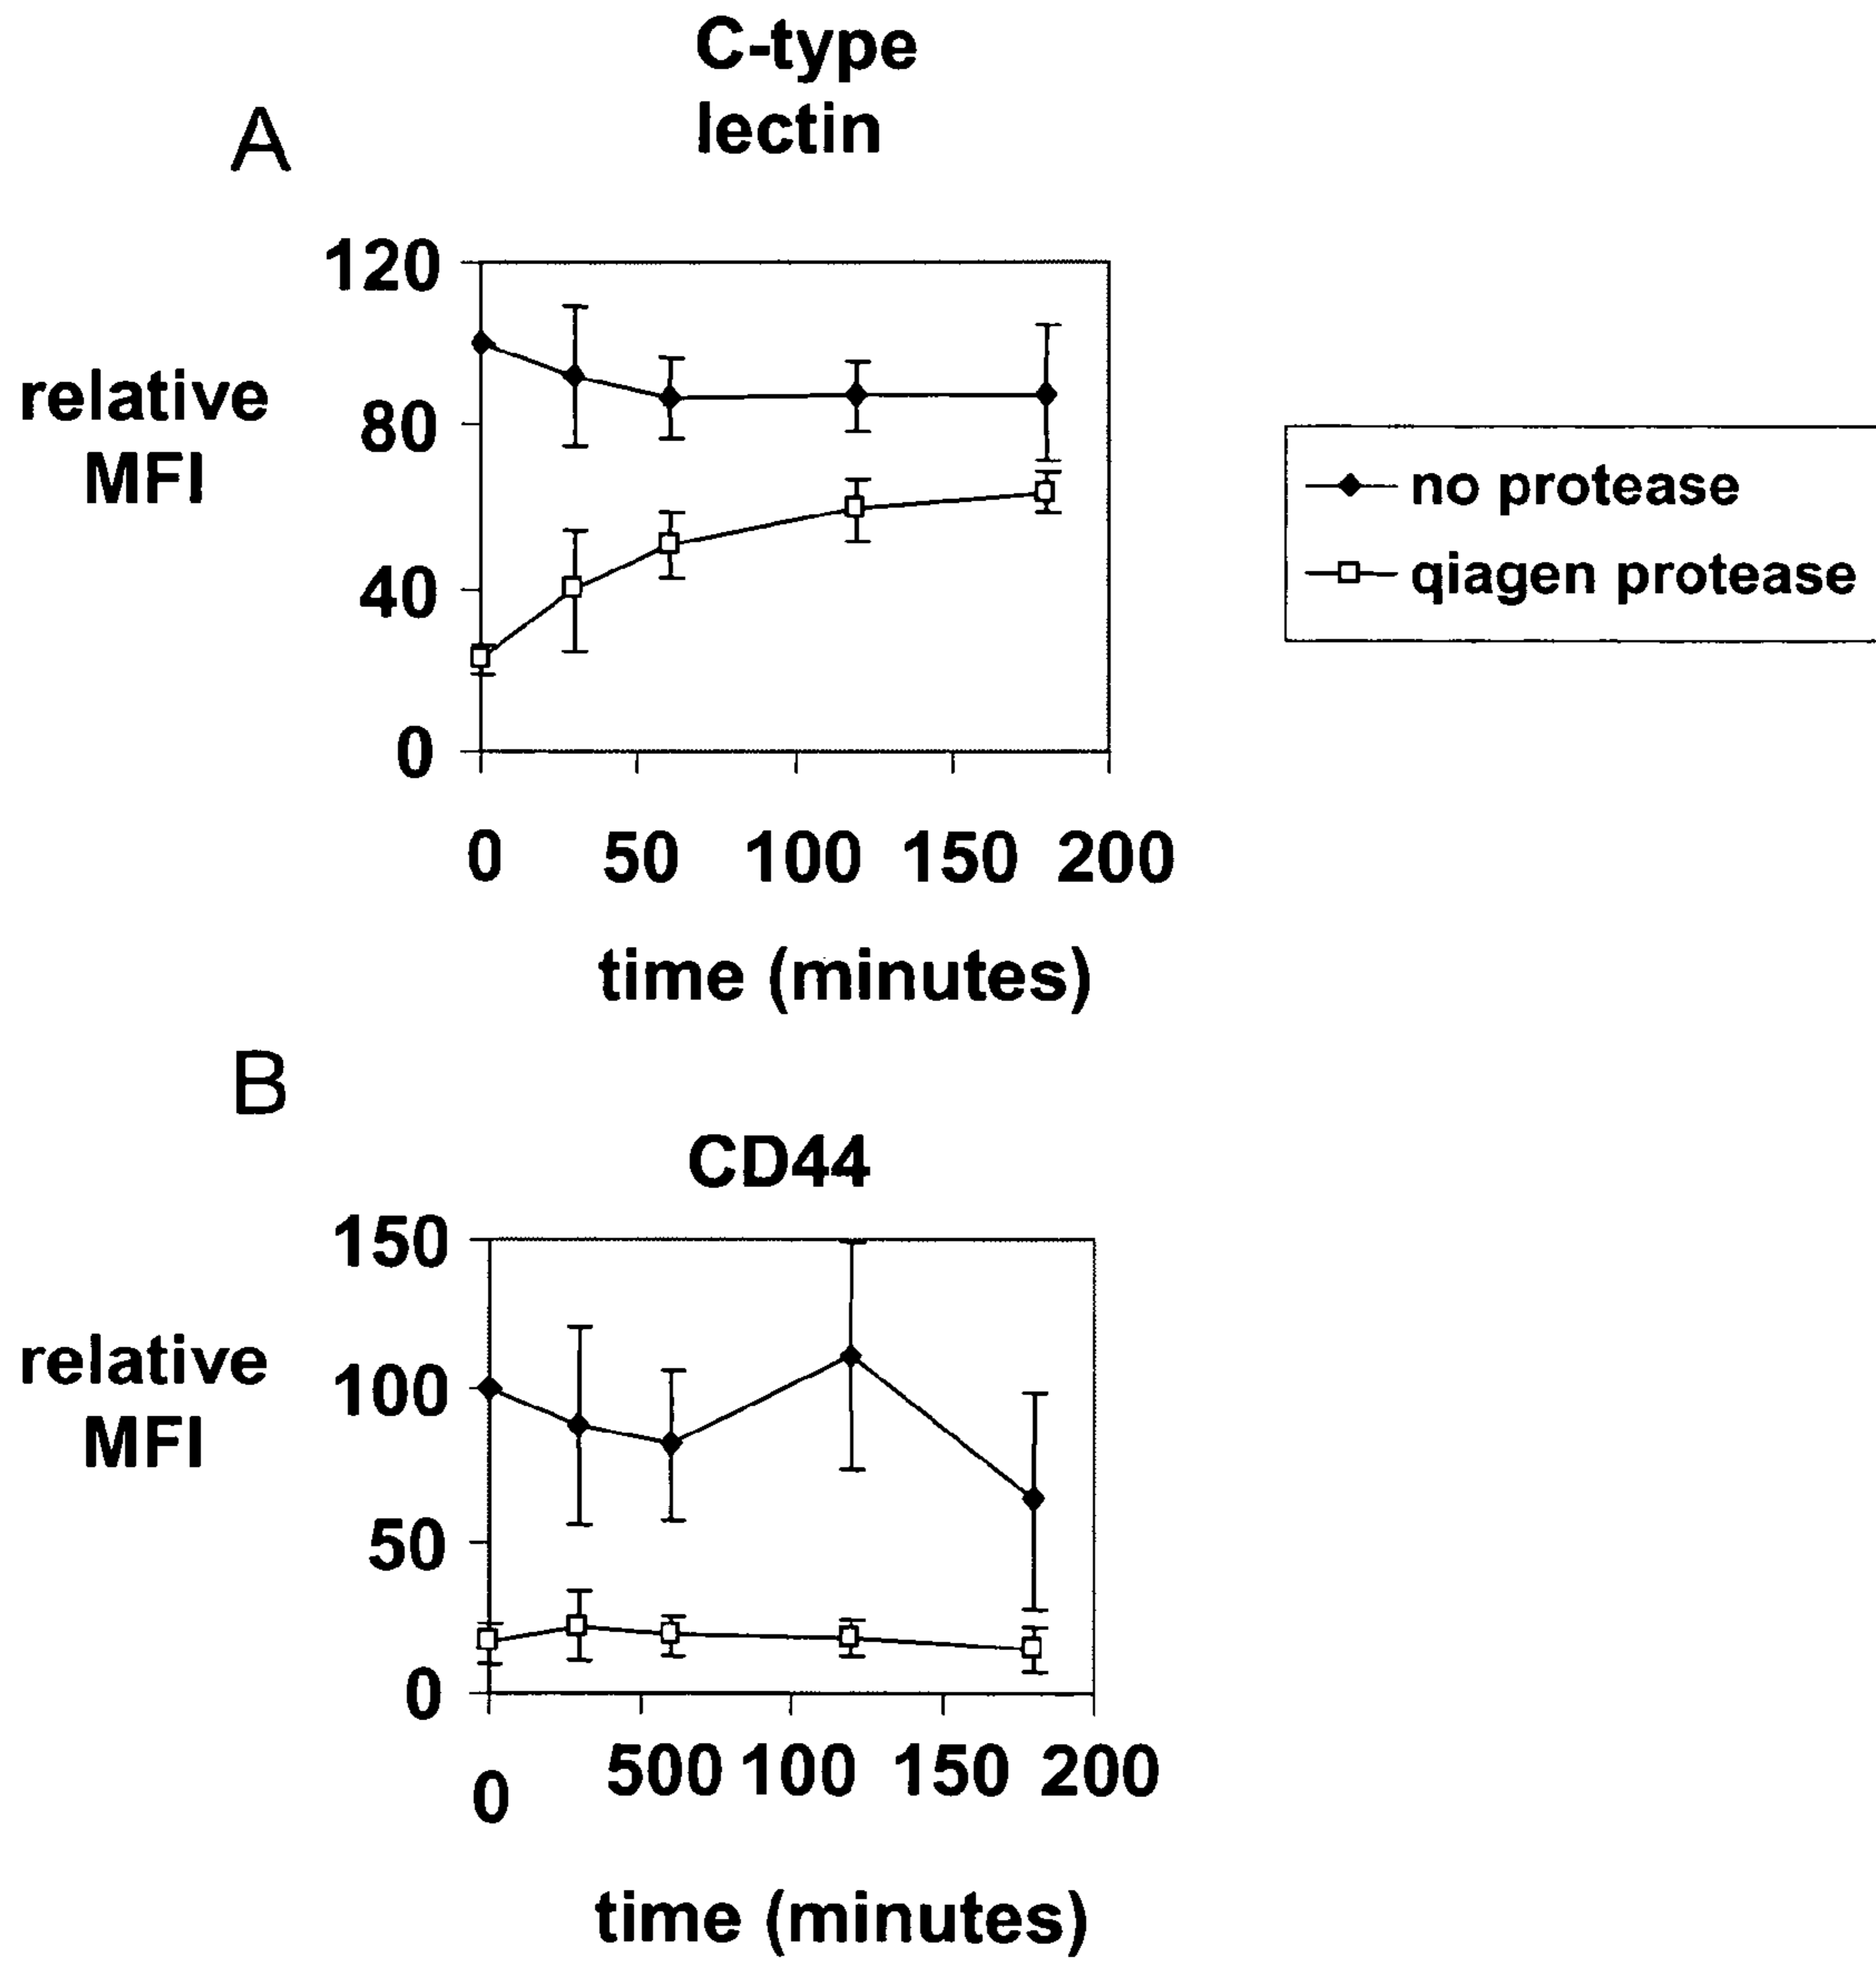 C-type
lectin
A
120
80
40
0
relative
MFI
0 50 100 150 200
time (minutes)
no protease
qiagen protease
B
CD44
150
100
50
0
relative
MFI
0 500 100 150 200
time (minutes)